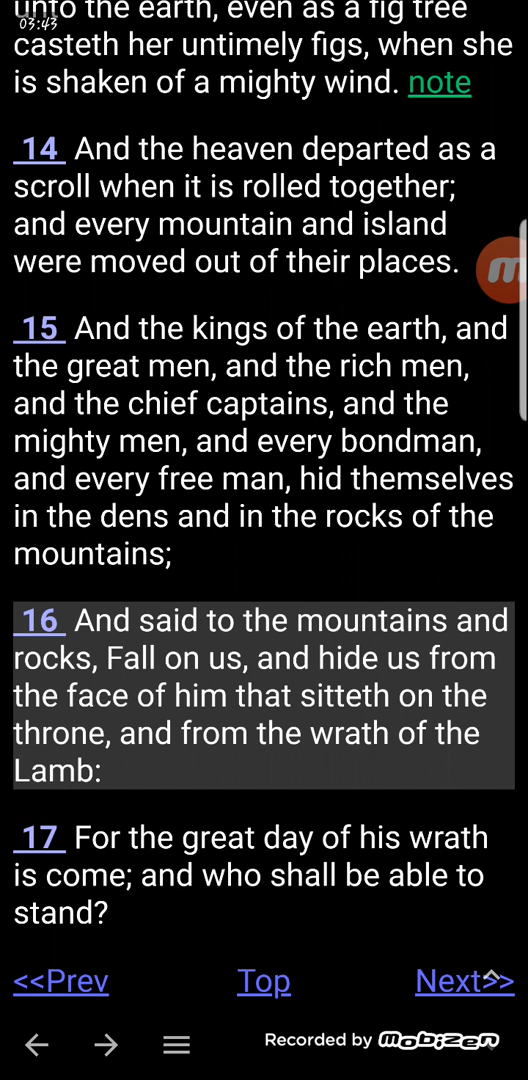 unto the earth, even as a fig tree
03:43
casteth her untimely figs, when she
is shaken of a mighty wind. note
14 And the heaven departed as a
scroll when it is rolled together;
and every mountain and island
were moved out of their places.
m
15 And the kings of the earth, and
the great men, and the rich men,
and the chief captains, and the
mighty men, and every bondman,
and every free man, hid themselves
in the dens and in the rocks of the
mountains;
16 And said to the mountains and
rocks, Fall on us, and hide us from
the face of him that sitteth on the
throne, and from the wrath of the
Lamb:
17 For the great day of his wrath
is come; and who shall be able to
stand?
<<Prev Top Next>>
Recorded by Mobizen